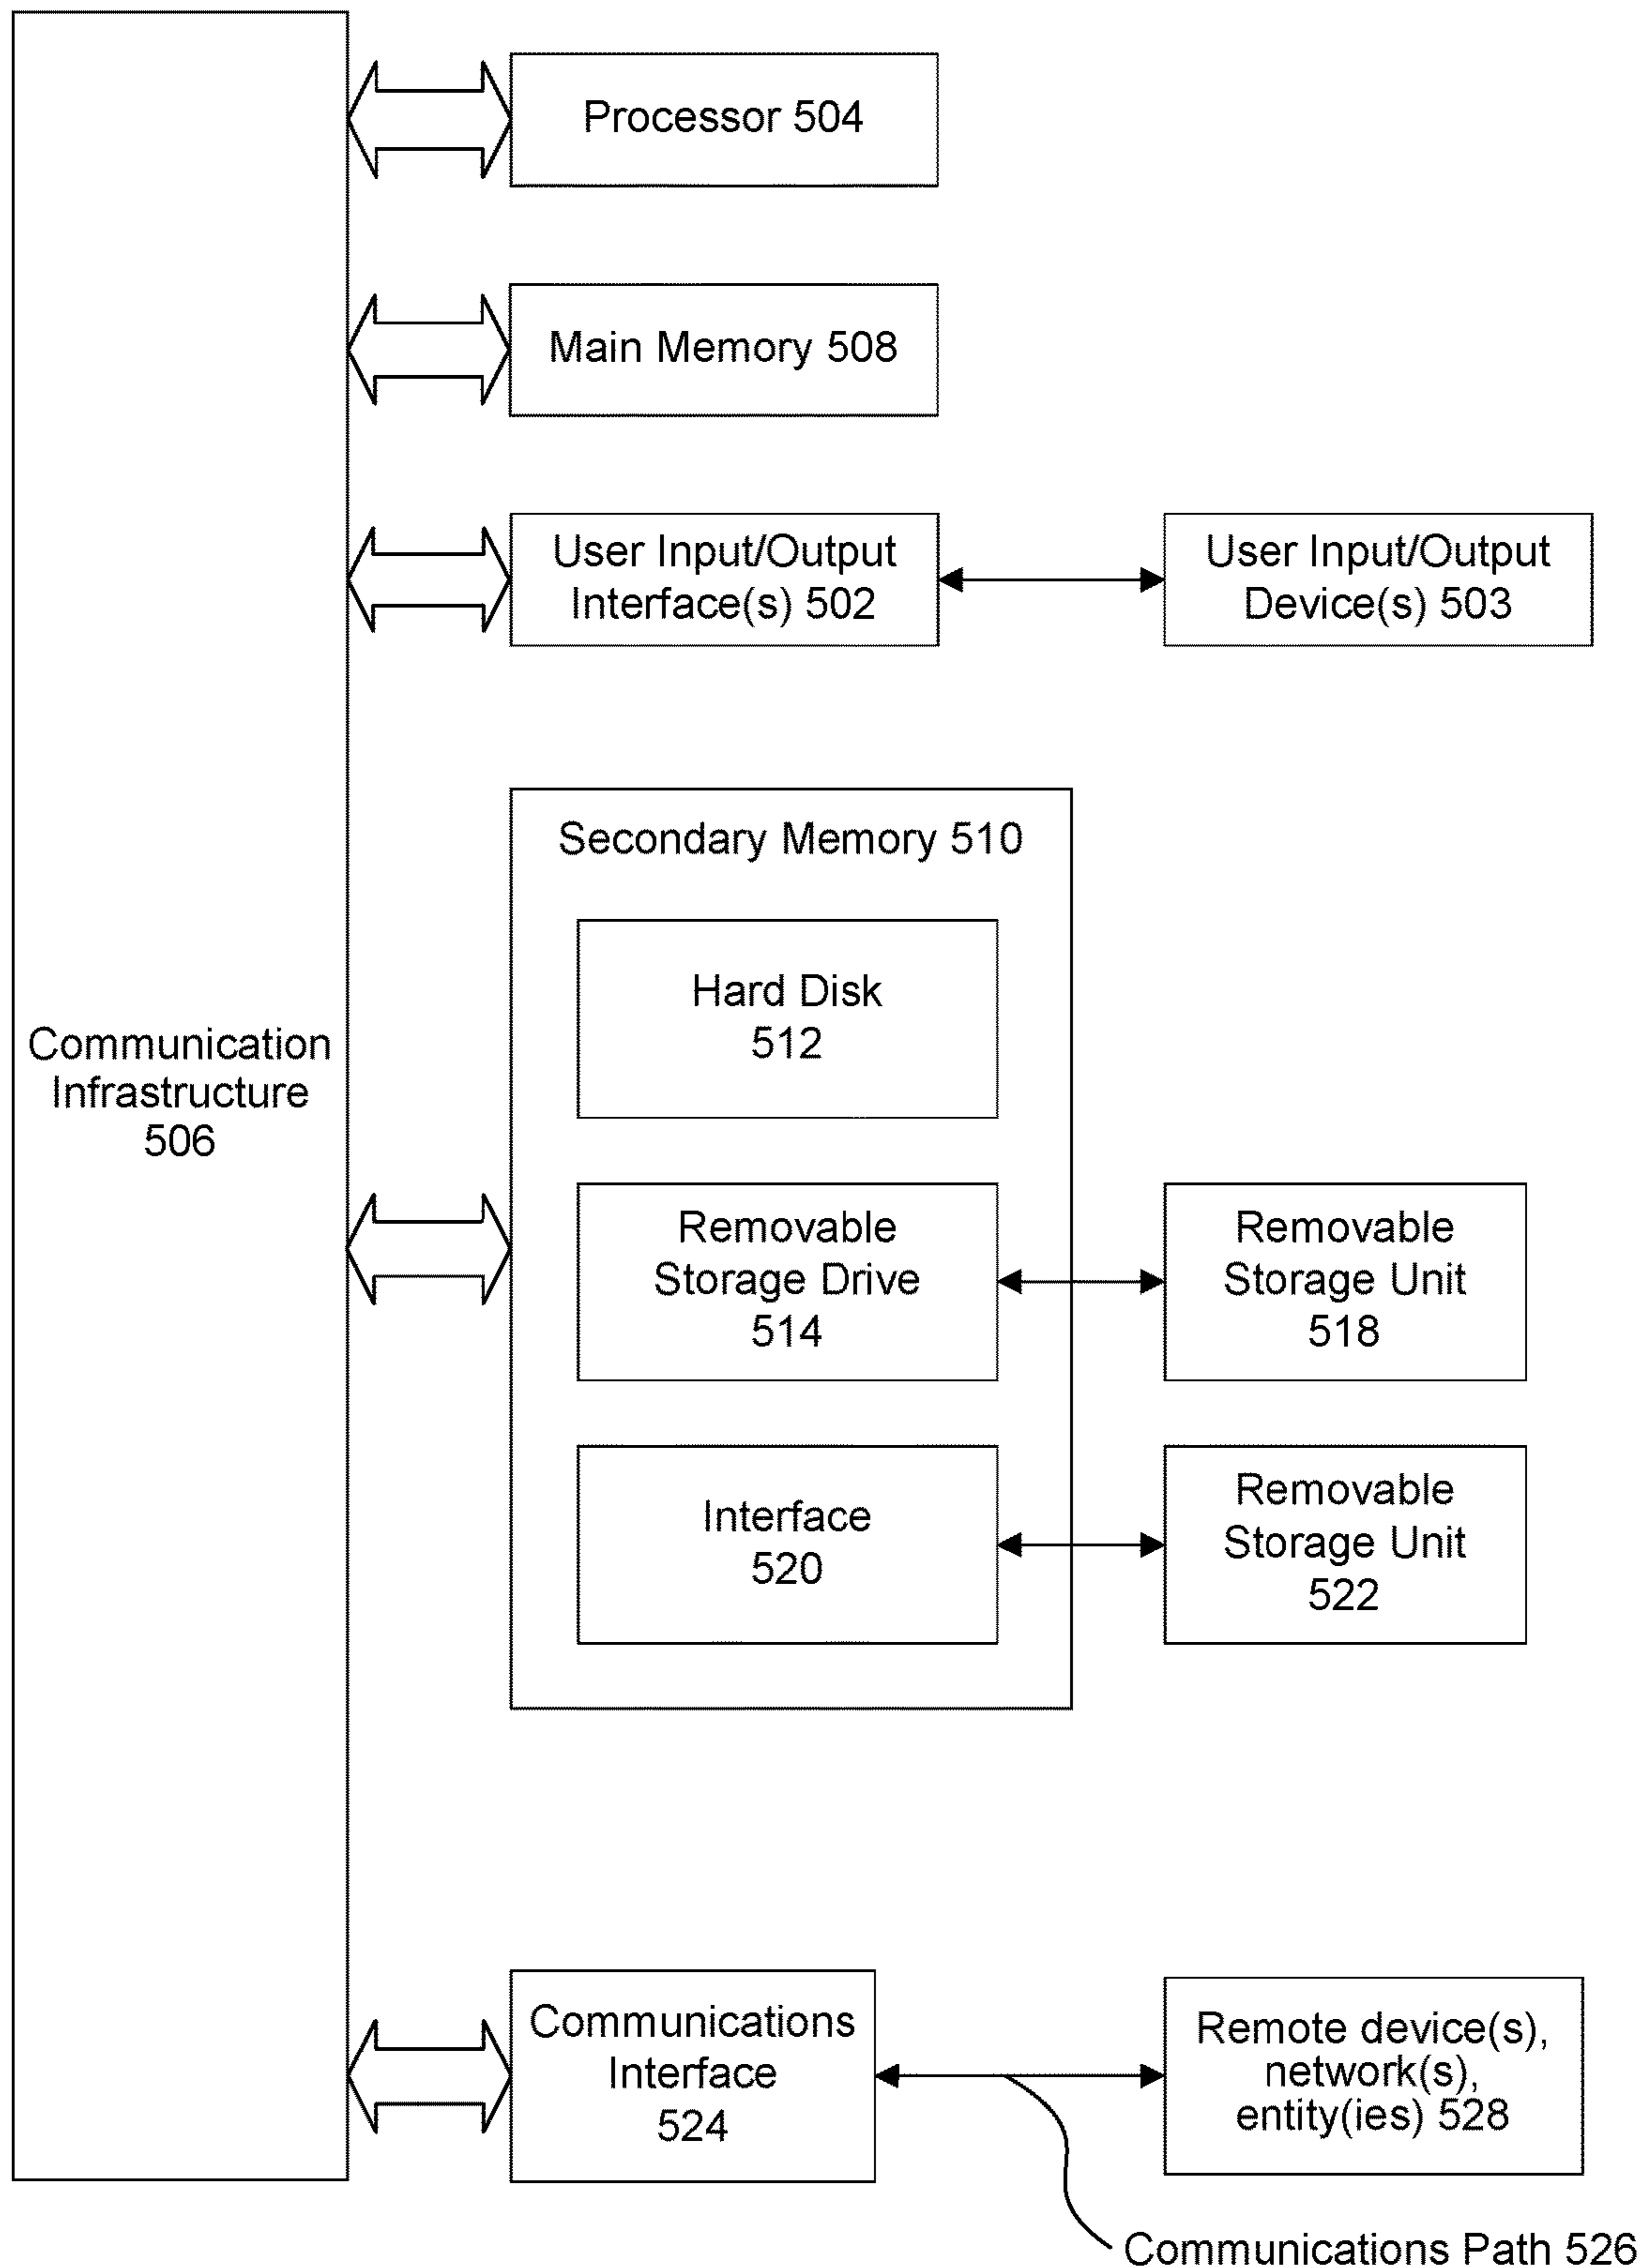 Processor 504
Main Memory 508
User Input/Output
Interface(s) 502
User Input/Output
Device(s) 503
Secondary Memory 510
Hard Disk
512
Communication
Infrastructure
506
Removable
Storage Drive
514
Removable
Storage Unit
518
Interface
520
Removable
Storage Unit
522
Communications
Interface
524
Remote device(s),
network(s),
entity(ies) 528
Communications Path 526